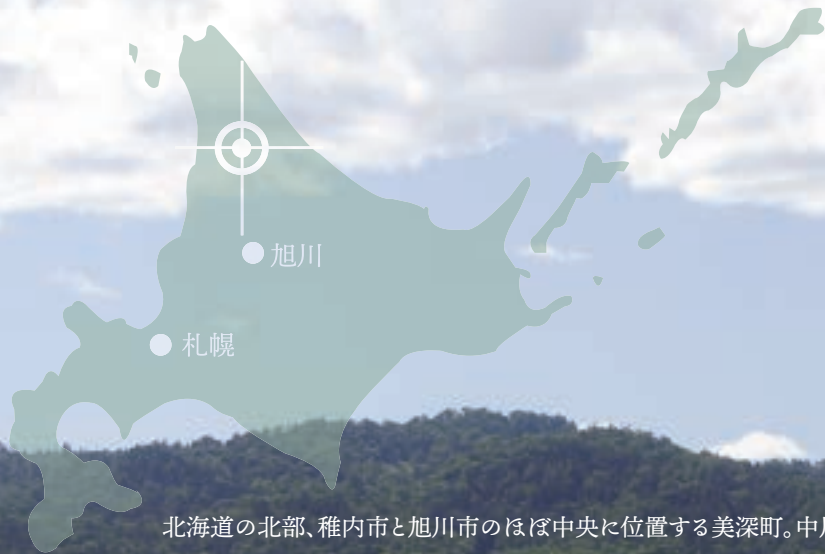 旭川
札幌
北海道の北部、稚内市と旭川市のほぼ中央に位置する美深町。中